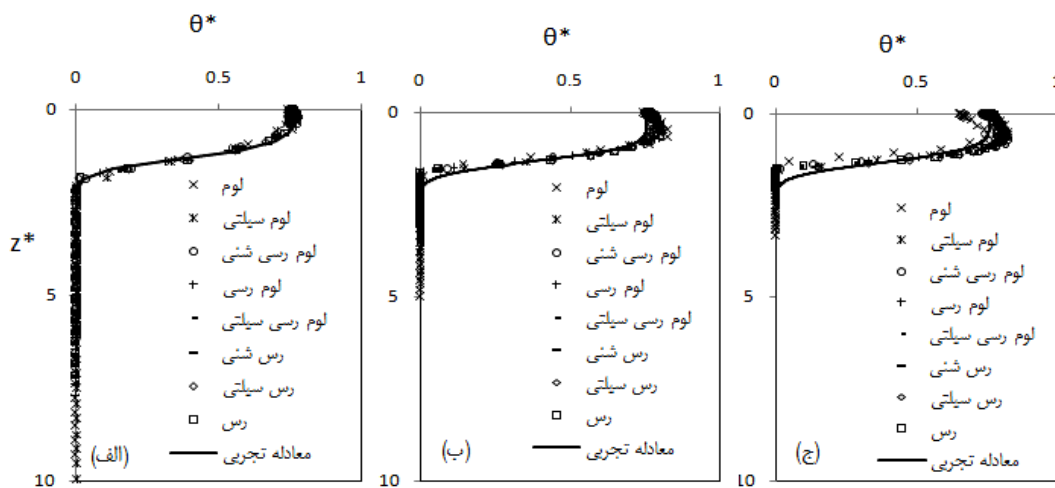 θ*
0 0.5 1
0
5
10
z*
لوم
لوم سیلتی
لوم رسی شنی
لوم رسی
لوم رسی سیلتی
رس شنی
رس سیلتی
رس
معادله تجربی
(الف)
θ*
0 0.5 1
0
5
10
لوم
لوم سیلتی
لوم رسی شنی
لوم رسی
لوم رسی سیلتی
رس شنی
رس سیلتی
رس
معادله تجربی
(ب)
θ*
0 0.5 1
0
5
10
لوم
لوم سیلتی
لوم رسی شنی
لوم رسی
لوم رسی سیلتی
رس شنی
رس سیلتی
رس
معادله تجربی
(ج)